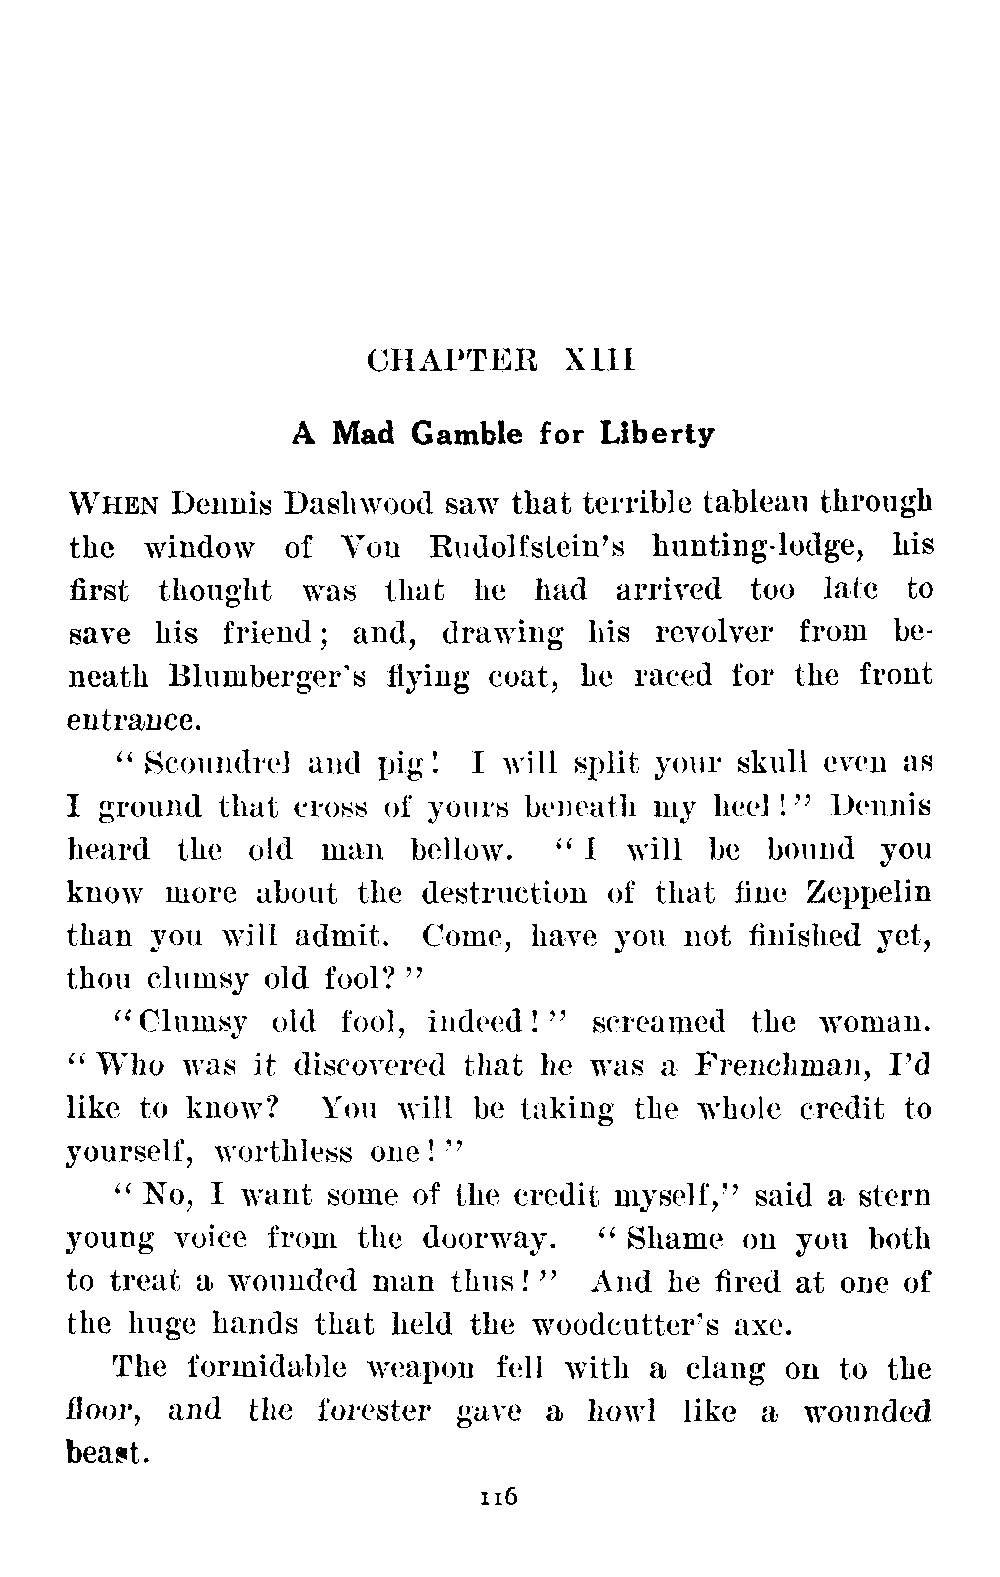 CHAPTER XIII
A Mad Gamble for Liberty
WHEN Dennis Dashwood saw that terrible tableau through
the window of Von Rudolfstein's hunting-lodge, his
first thought was that he had arrived too late to
save his friend; and, drawing his revolver from be-
neath Blumberger's flying coat, he raced for the front
entrance.
“Scoundrel and pig! I will split your skull even as
I ground that cross of yours beneath my heel!” Dennis
heard the old man bellow. “I will be bound you
know more about the destruction of that fine Zeppelin
than you will admit. Come, have you not finished yet,
thou clumsy old fool?”
“Clumsy old fool, indeed!” screamed the woman.
“Who was it discovered that he was a Frenchman, I'd
like to know? You will be taking the whole credit to
yourself, worthless one!”
“No, I want some of the credit myself,” said a stern
young voice from the doorway. “Shame on you both
to treat a wounded man thus!” And he fired at one of
the huge hands that held the woodcutter's axe.
The formidable weapon fell with a clang on to the
floor, and the forester gave a howl like a wounded
beast.
116